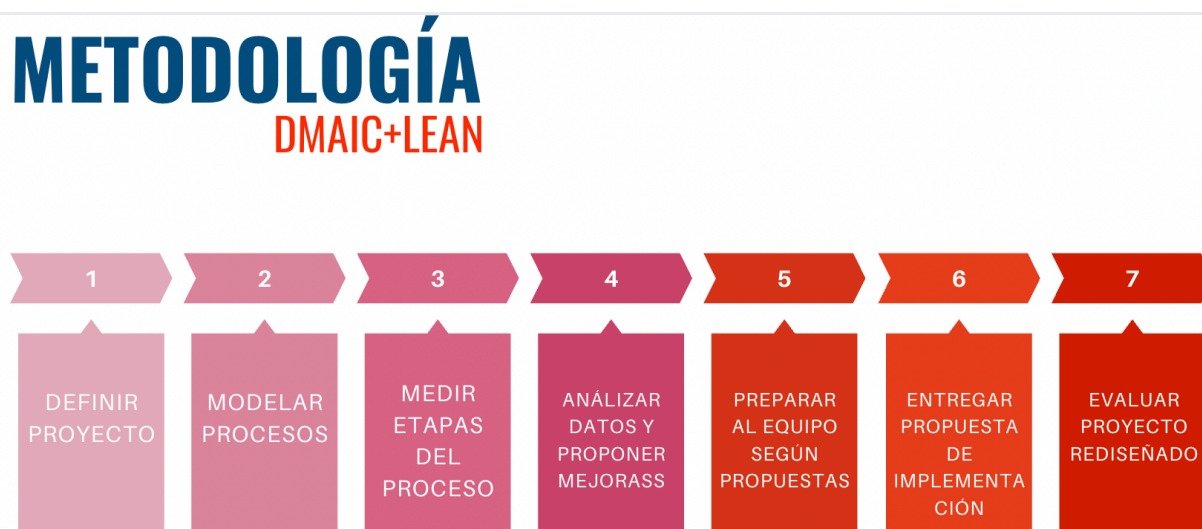 METODOLOGÍA
DMAIC+LEAN
1
2
3
4
5
6
7
DEFINIR
PROYECTO
MODELAR
PROCESOS
MEDIR
ETAPAS
DEL
PROCESO
ANÁLIZAR
DATOS Y
PROPONER
MEJORASS
PREPARAR
AL EQUIPO
SEGÚN
PROPUESTAS
ENTREGAR
PROPUESTA
DE
IMPLEMENTA
CIÓN
EVALUAR
PROYECTO
REDISEÑADO